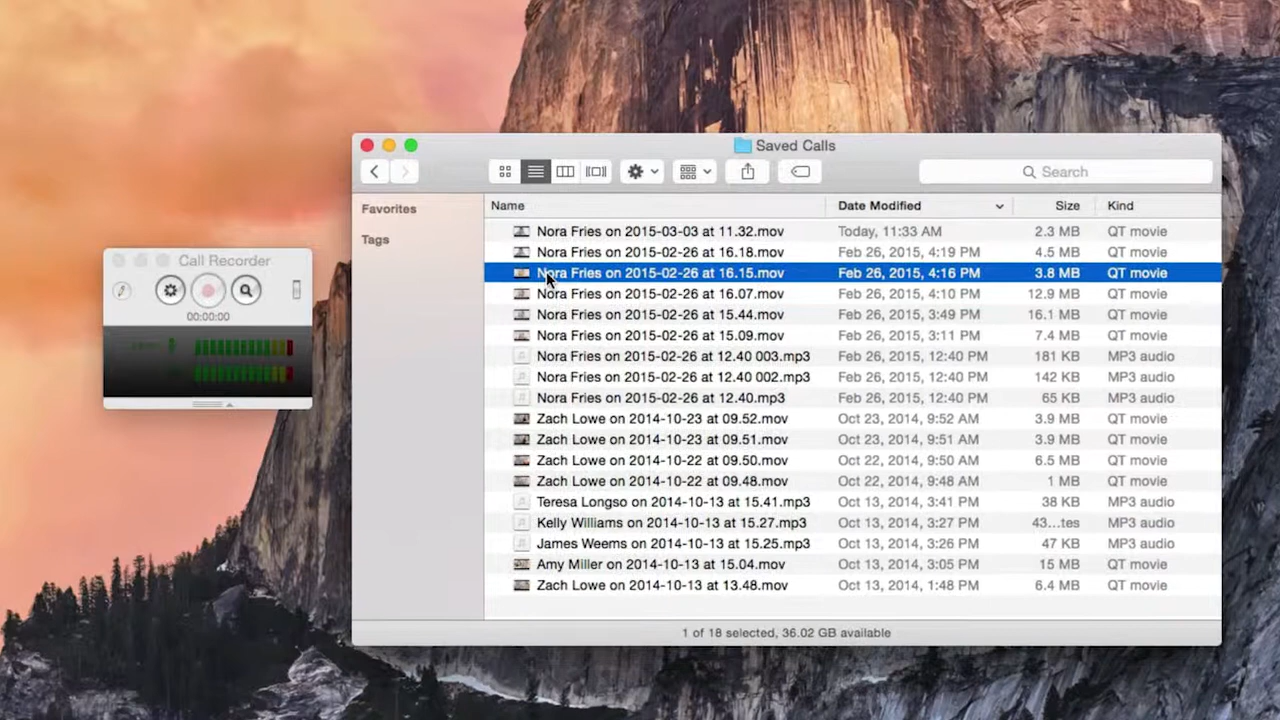 Saved Calls
Search
Favorites
Tags
Name Date Modified Size Kind
Nora Fries on 2015-03-03 at 11.32.mov Today, 11:33 AM 2.3 MB QT movie
Nora Fries on 2015-02-26 at 16.18.mov Feb 26, 2015, 4:19 PM 4.5 MB QT movie
Nora Fries on 2015-02-26 at 16.15.mov Feb 26, 2015, 4:16 PM 3.8 MB QT movie
Nora Fries on 2015-02-26 at 16.07.mov Feb 26, 2015, 4:10 PM 12.9 MB QT movie
Nora Fries on 2015-02-26 at 15.44.mov Feb 26, 2015, 3:49 PM 16.1 MB QT movie
Nora Fries on 2015-02-26 at 15.09.mov Feb 26, 2015, 3:11 PM 7.4 MB QT movie
Nora Fries on 2015-02-26 at 12.40 003.mp3 Feb 26, 2015, 12:40 PM 181 KB MP3 audio
Nora Fries on 2015-02-26 at 12.40 002.mp3 Feb 26, 2015, 12:40 PM 142 KB MP3 audio
Nora Fries on 2015-02-26 at 12.40.mp3 Feb 26, 2015, 12:40 PM 65 KB MP3 audio
Zach Lowe on 2014-10-23 at 09.52.mov Oct 23, 2014, 9:52 AM 3.9 MB QT movie
Zach Lowe on 2014-10-23 at 09.51.mov Oct 23, 2014, 9:51 AM 3.9 MB QT movie
Zach Lowe on 2014-10-22 at 09.50.mov Oct 22, 2014, 9:50 AM 6.5 MB QT movie
Zach Lowe on 2014-10-22 at 09.48.mov Oct 22, 2014, 9:48 AM 1 MB QT movie
Teresa Longso on 2014-10-13 at 15.41.mp3 Oct 13, 2014, 3:41 PM 38 KB MP3 audio
Kelly Williams on 2014-10-13 at 15.27.mp3 Oct 13, 2014, 3:27 PM 43...tes MP3 audio
James Weems on 2014-10-13 at 15.25.mp3 Oct 13, 2014, 3:26 PM 47 KB MP3 audio
Amy Miller on 2014-10-13 at 15.04.mov Oct 13, 2014, 3:05 PM 15 MB QT movie
Zach Lowe on 2014-10-13 at 13.48.mov Oct 13, 2014, 1:48 PM 6.4 MB QT movie
1 of 18 selected, 36.02 GB available
Call Recorder
00:00:00